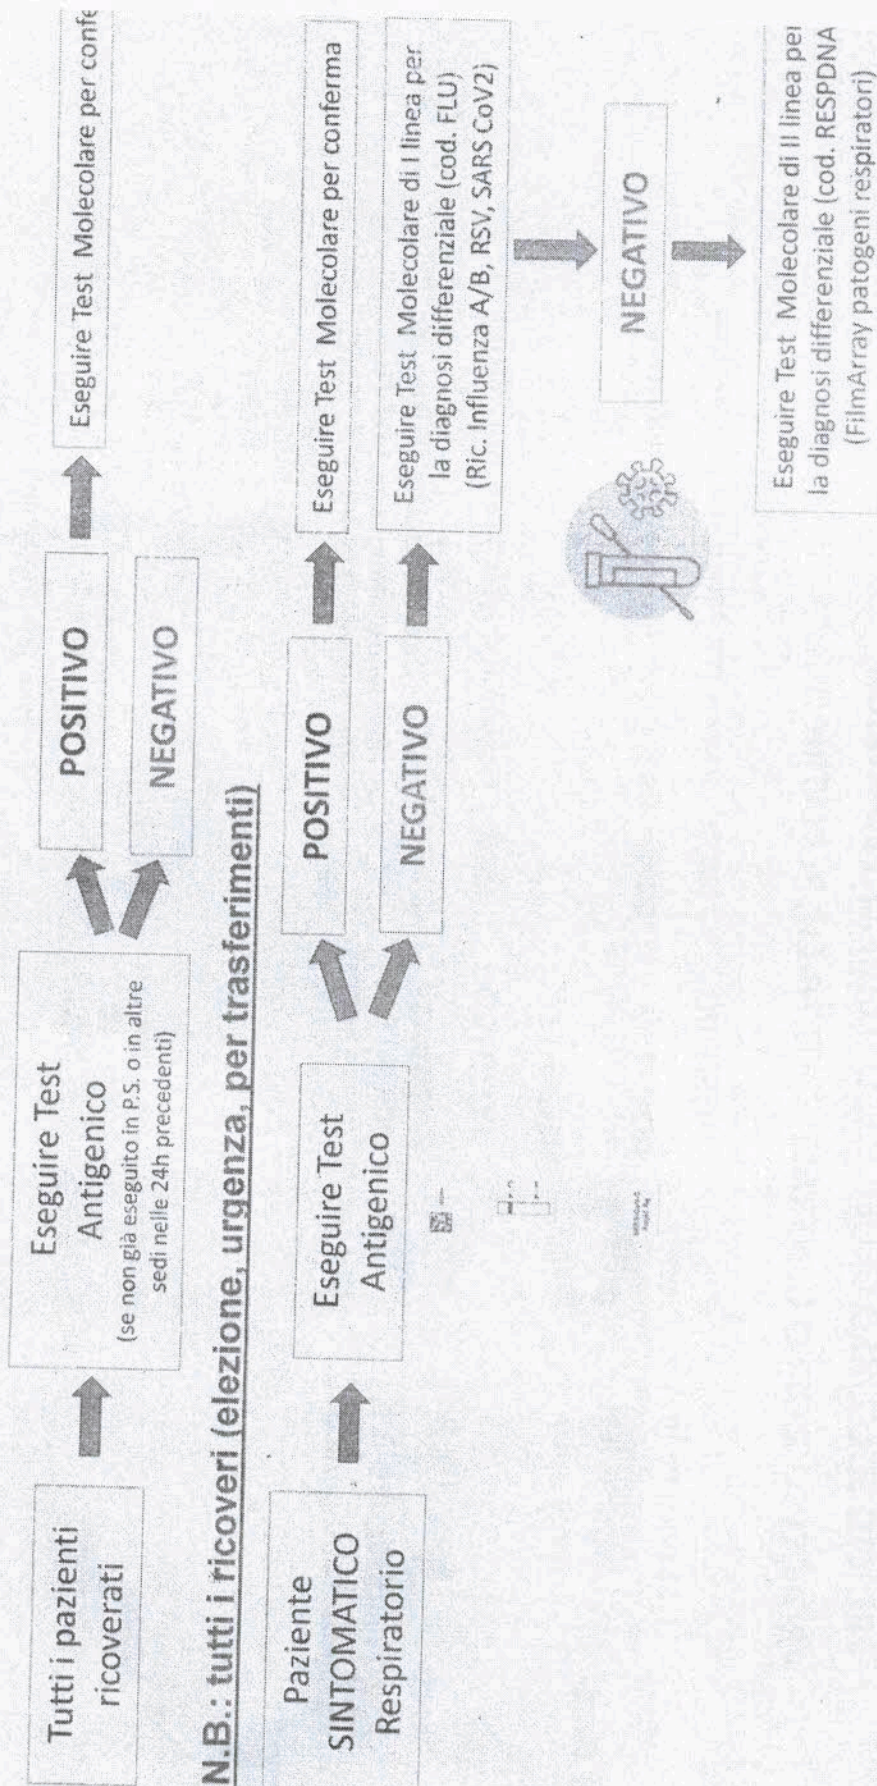 Tutti i pazienti
ricoverati
Eseguire Test
Antigenico
(se non già eseguito in P.S. o in altre
sedi nelle 24h precedenti)
POSITIVO
NEGATIVO
Eseguire Test Molecolare per confe
N.B.: tutti i ricoveri (elezione, urgenza, per trasferimenti)
Paziente
SINTOMATICO
Respiratorio
Eseguire Test
Antigenico
POSITIVO
NEGATIVO
Eseguire Test Molecolare per conferma
Eseguire Test Molecolare di I linea per
la diagnosi differenziale (cod. FLU)
(Ric. Influenza A/B, RSV, SARS CoV2)
NEGATIVO
Eseguire Test Molecolare di II linea per
la diagnosi differenziale (cod. RESPDNA
(FilmArray patogeni respiratori)